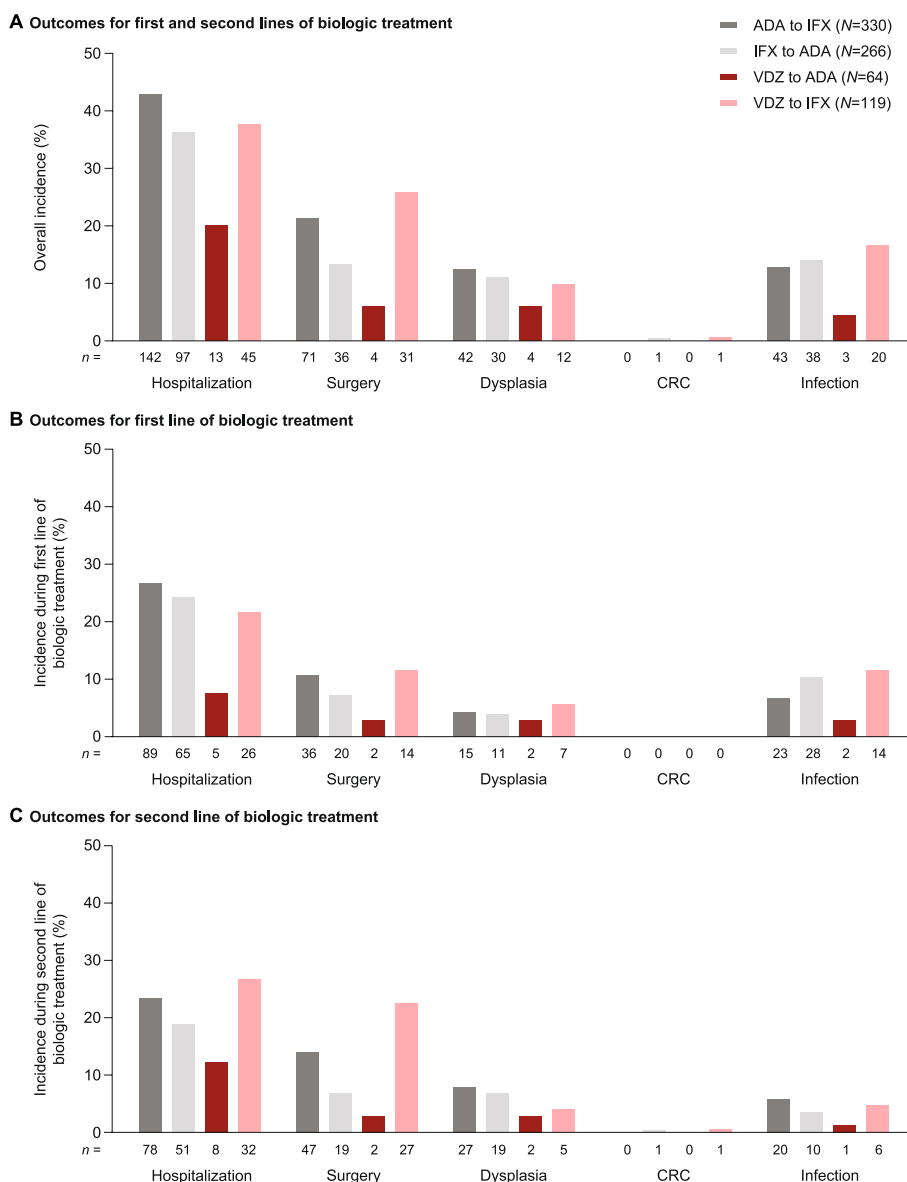 A Outcomes for first and second lines of biologic treatment
ADA to IFX (N=330)
IFX to ADA (N=266)
VDZ to ADA (N=64)
VDZ to IFX (N=119)
Overall incidence (%)
50
40
30
20
10
0
n = 142 97 13 45 71 36 4 31 42 30 4 12 0 1 0 1 43 38 3 20
Hospitalization Surgery Dysplasia CRC Infection
B Outcomes for first line of biologic treatment
Incidence during first line of
biologic treatment (%)
50
40
30
20
10
0
n = 89 65 5 26 36 20 2 14 15 11 2 7 0 0 0 0 23 28 2 14
Hospitalization Surgery Dysplasia CRC Infection
C Outcomes for second line of biologic treatment
Incidence during second line of
biologic treatment (%)
50
40
30
20
10
0
n = 78 51 8 32 47 19 2 27 27 19 2 5 0 1 0 1 20 10 1 6
Hospitalization Surgery Dysplasia CRC Infection